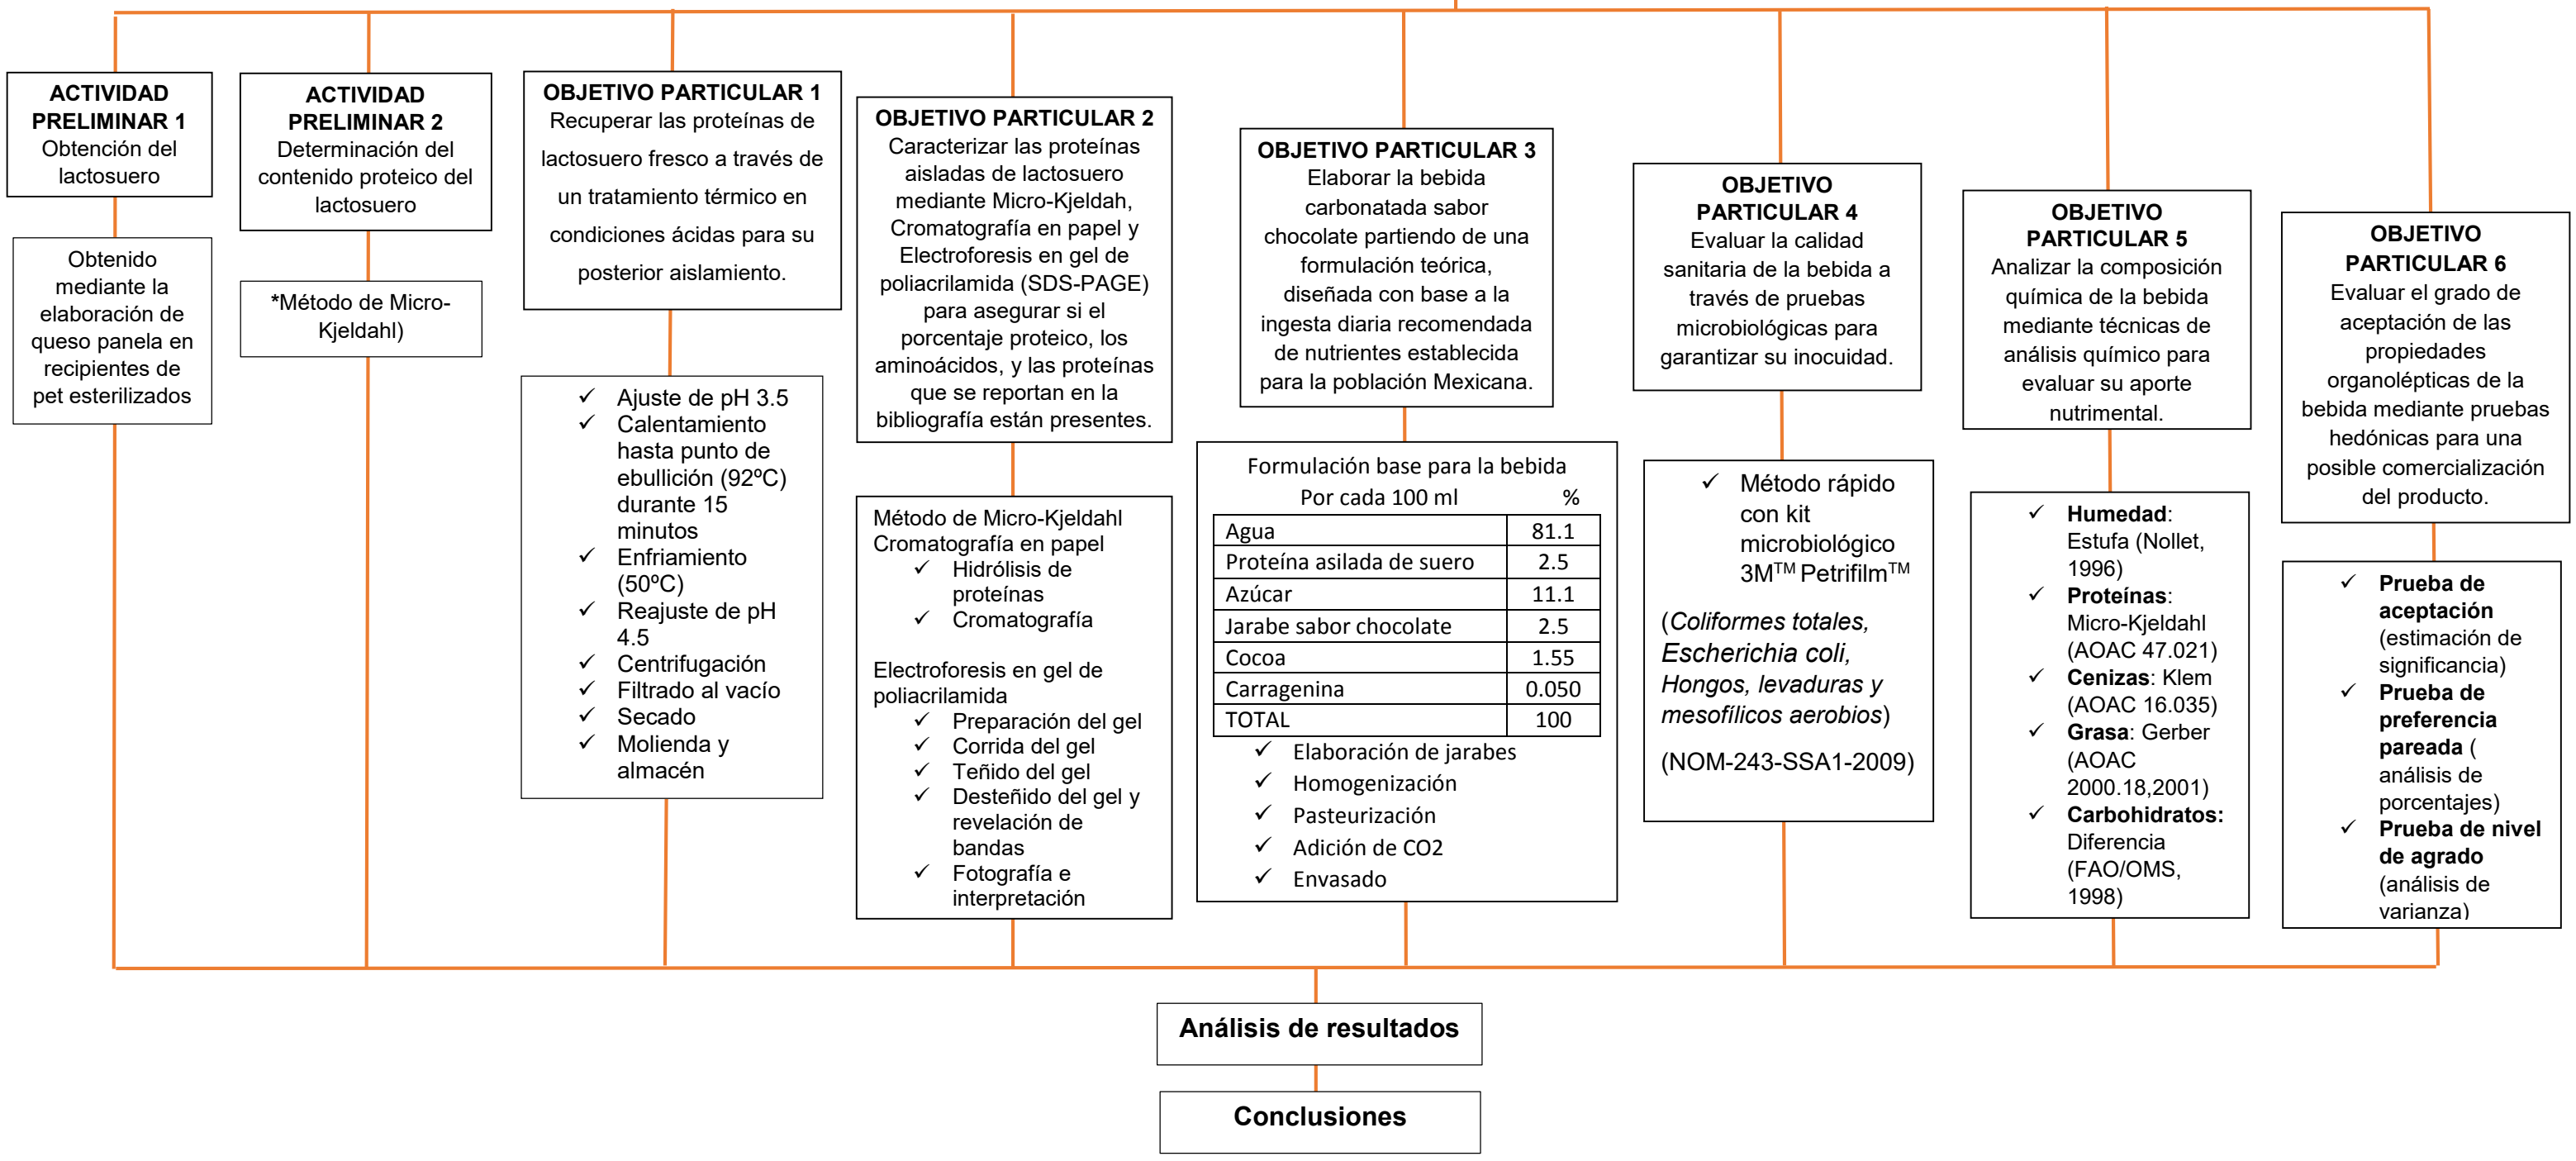 ACTIVIDAD
PRELIMINAR 1
Obtención del
lactosuero
Obtenido
mediante la
elaboración de
queso panela en
recipientes de
pet esterilizados
ACTIVIDAD
PRELIMINAR 2
Determinación del
contenido proteico del
lactosuero
*Método de Micro-
Kjeldahl)
OBJETIVO PARTICULAR 1
Recuperar las proteínas de
lactosuero fresco a través de
un tratamiento térmico en
condiciones ácidas para su
posterior aislamiento.
✓ Ajuste de pH 3.5
✓ Calentamiento
hasta punto de
ebullición (92ºC)
durante 15
minutos
✓ Enfriamiento
(50ºC)
✓ Reajuste de pH
4.5
✓ Centrifugación
✓ Filtrado al vacío
✓ Secado
✓ Molienda y
almacén
OBJETIVO PARTICULAR 2
Caracterizar las proteínas
aisladas de lactosuero
mediante Micro-Kjeldah,
Cromatografía en papel y
Electroforesis en gel de
poliacrilamida (SDS-PAGE)
para asegurar si el
porcentaje proteico, los
aminoácidos, y las proteínas
que se reportan en la
bibliografía están presentes.
Método de Micro-Kjeldahl
Cromatografía en papel
✓ Hidrólisis de
proteínas
✓ Cromatografía
Electroforesis en gel de
poliacrilamida
✓ Preparación del gel
✓ Corrida del gel
✓ Teñido del gel
✓ Desteñido del gel y
revelación de
bandas
✓ Fotografía e
interpretación
OBJETIVO PARTICULAR 3
Elaborar la bebida
carbonatada sabor
chocolate partiendo de una
formulación teórica,
diseñada con base a la
ingesta diaria recomendada
de nutrientes establecida
para la población Mexicana.
Formulación base para la bebida
Por cada 100 ml %
Agua 81.1
Proteína asilada de suero 2.5
Azúcar 11.1
Jarabe sabor chocolate 2.5
Cocoa 1.55
Carragenina 0.050
TOTAL 100
✓ Elaboración de jarabes
✓ Homogenización
✓ Pasteurización
✓ Adición de CO2
✓ Envasado
OBJETIVO
PARTICULAR 4
Evaluar la calidad
sanitaria de la bebida a
través de pruebas
microbiológicas para
garantizar su inocuidad.
✓ Método rápido
con kit
microbiológico
3M™ Petrifilm™
(Coliformes totales,
Escherichia coli,
Hongos, levaduras y
mesofílicos aerobios)
(NOM-243-SSA1-2009)
OBJETIVO
PARTICULAR 5
Analizar la composición
química de la bebida
mediante técnicas de
análisis químico para
evaluar su aporte
nutrimental.
✓ Humedad:
Estufa (Nollet,
1996)
✓ Proteínas:
Micro-Kjeldahl
(AOAC 47.021)
✓ Cenizas: Klem
(AOAC 16.035)
✓ Grasa: Gerber
(AOAC
2000.18,2001)
✓ Carbohidratos:
Diferencia
(FAO/OMS,
1998)
OBJETIVO
PARTICULAR 6
Evaluar el grado de
aceptación de las
propiedades
organolépticas de la
bebida mediante pruebas
hedónicas para una
posible comercialización
del producto.
✓ Prueba de
aceptación
(estimación de
significancia)
✓ Prueba de
preferencia
pareada (
análisis de
porcentajes)
✓ Prueba de nivel
de agrado
(análisis de
varianza)
Análisis de resultados
Conclusiones